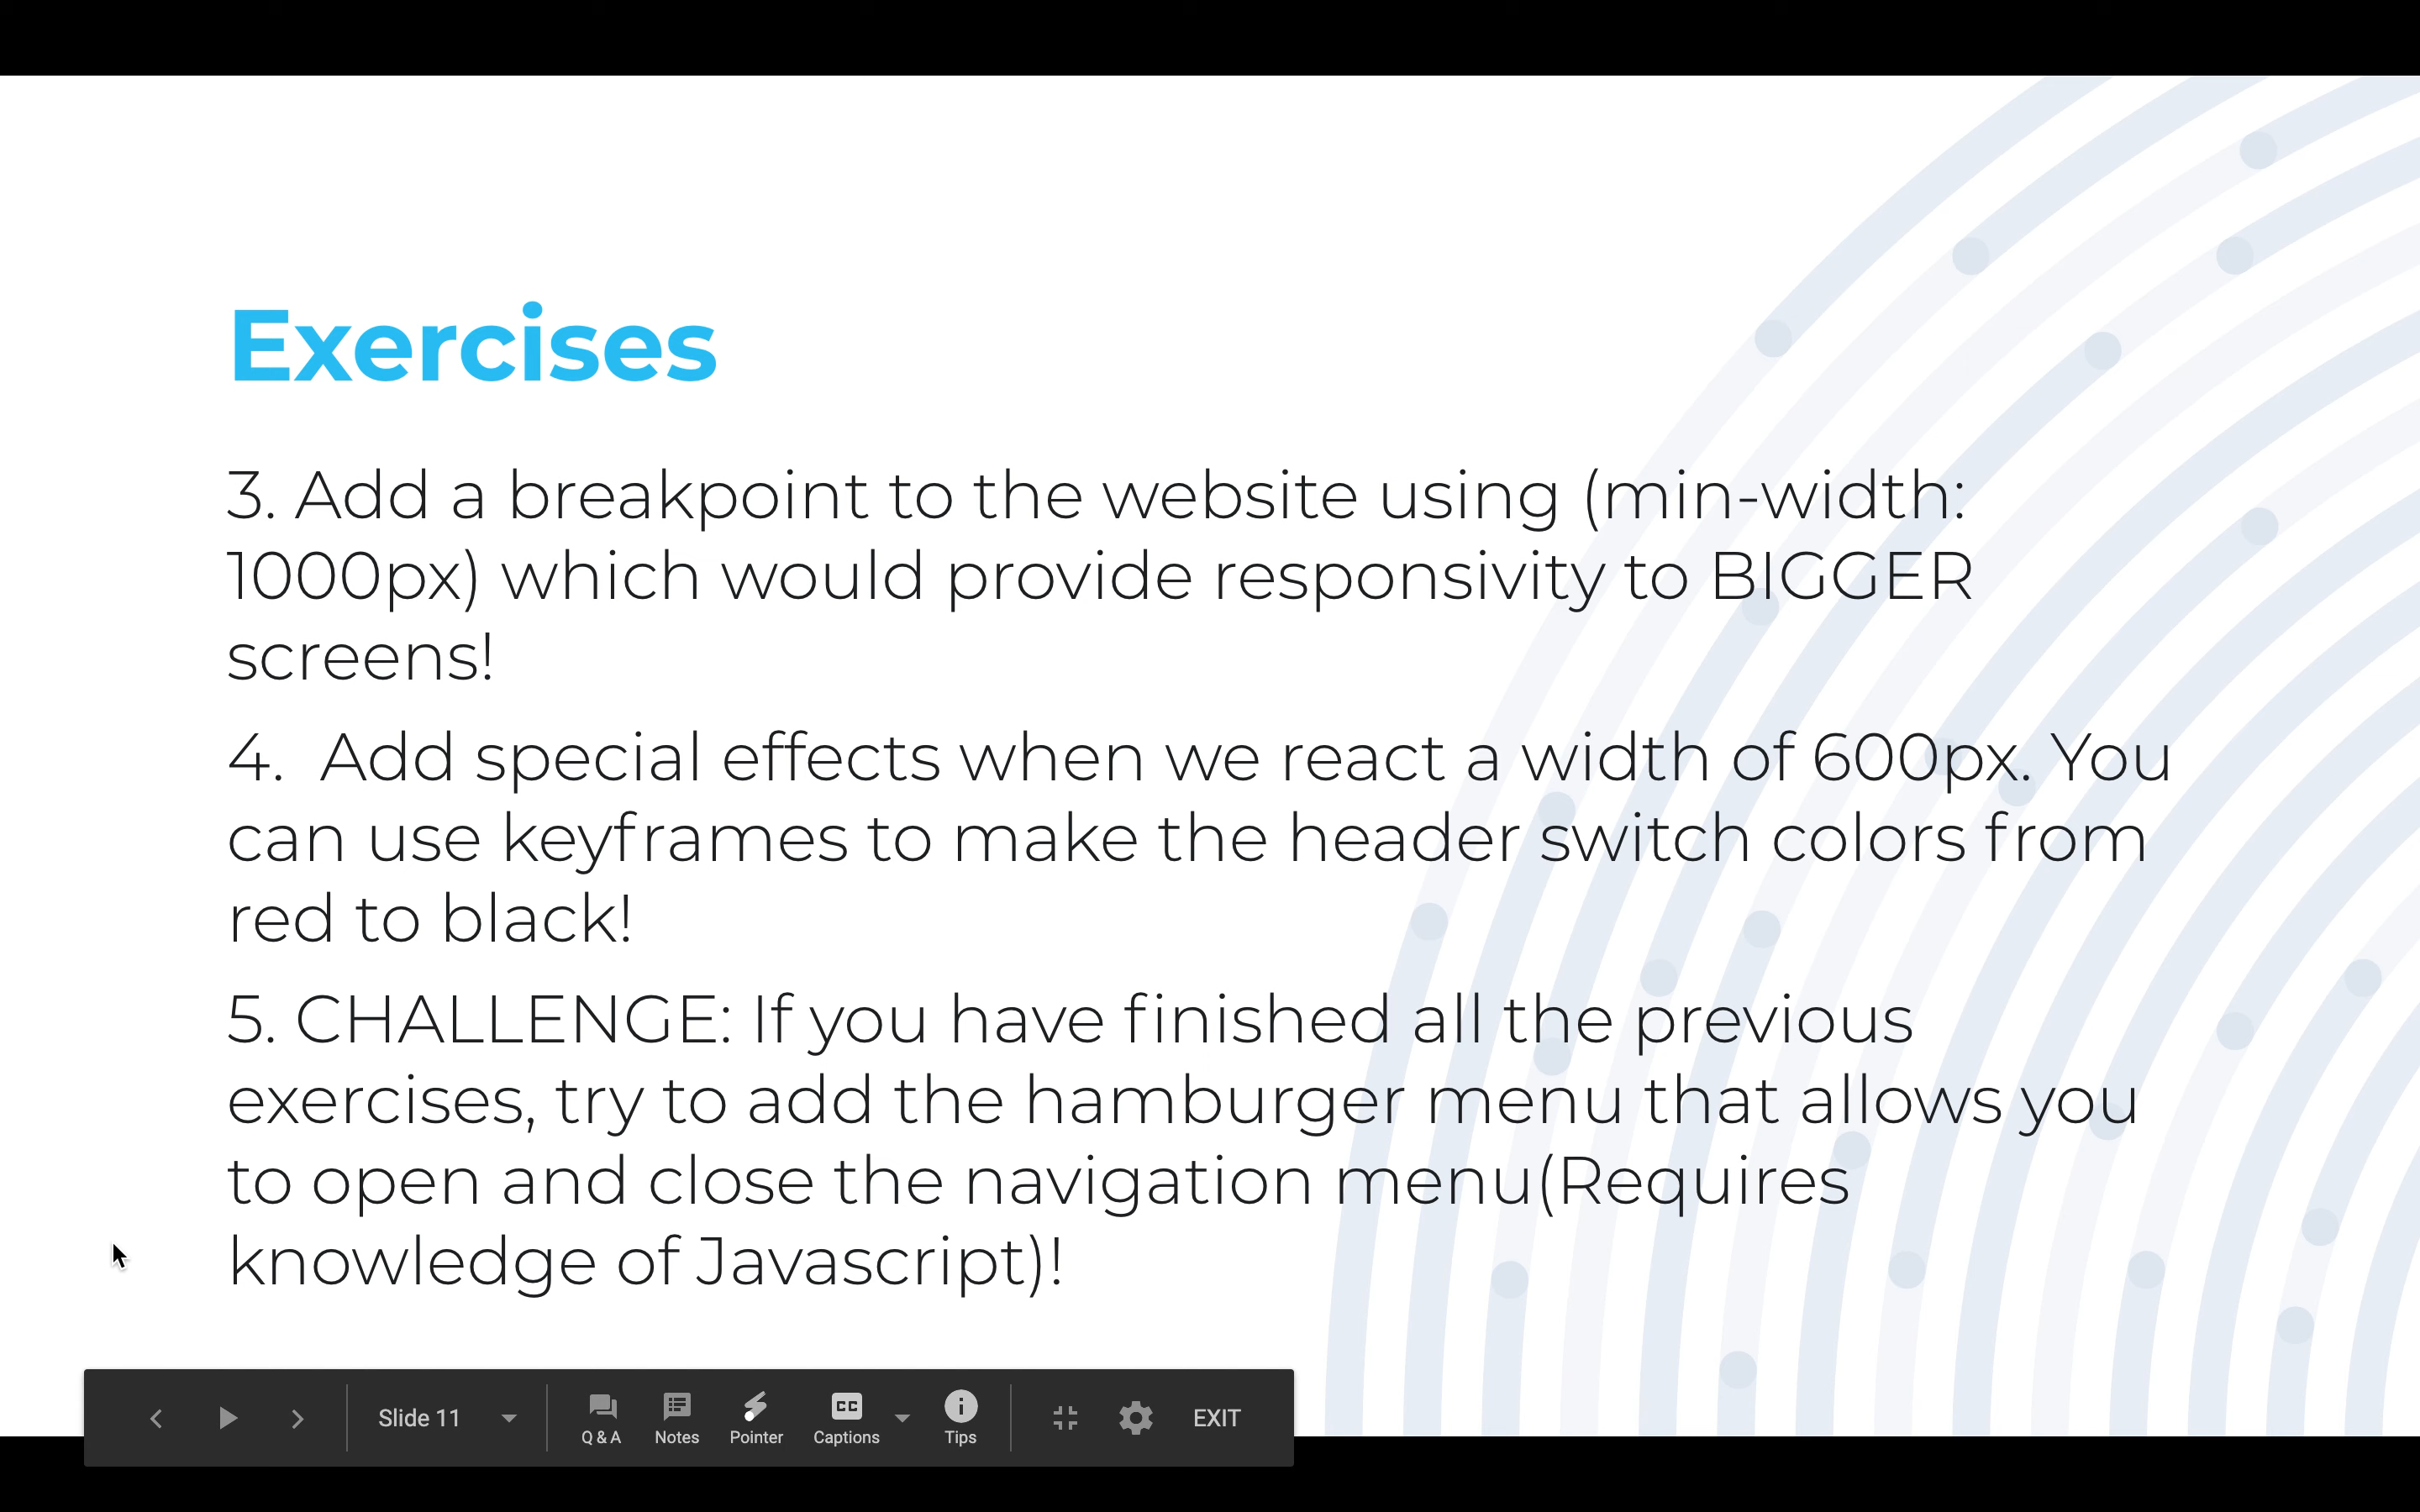 Exercises
3. Add a breakpoint to the website using (min-width:
1000px) which would provide responsivity to BIGGER
screens!
4.  Add special effects when we react a width of 600px. You
can use keyframes to make the header switch colors from
red to black!
5. CHALLENGE: If you have finished all the previous
exercises, try to add the hamburger menu that allows you
to open and close the navigation menu(Requires
knowledge of Javascript)!
Slide 11
Q & A
Notes
Pointer
CC
Captions
Tips
EXIT